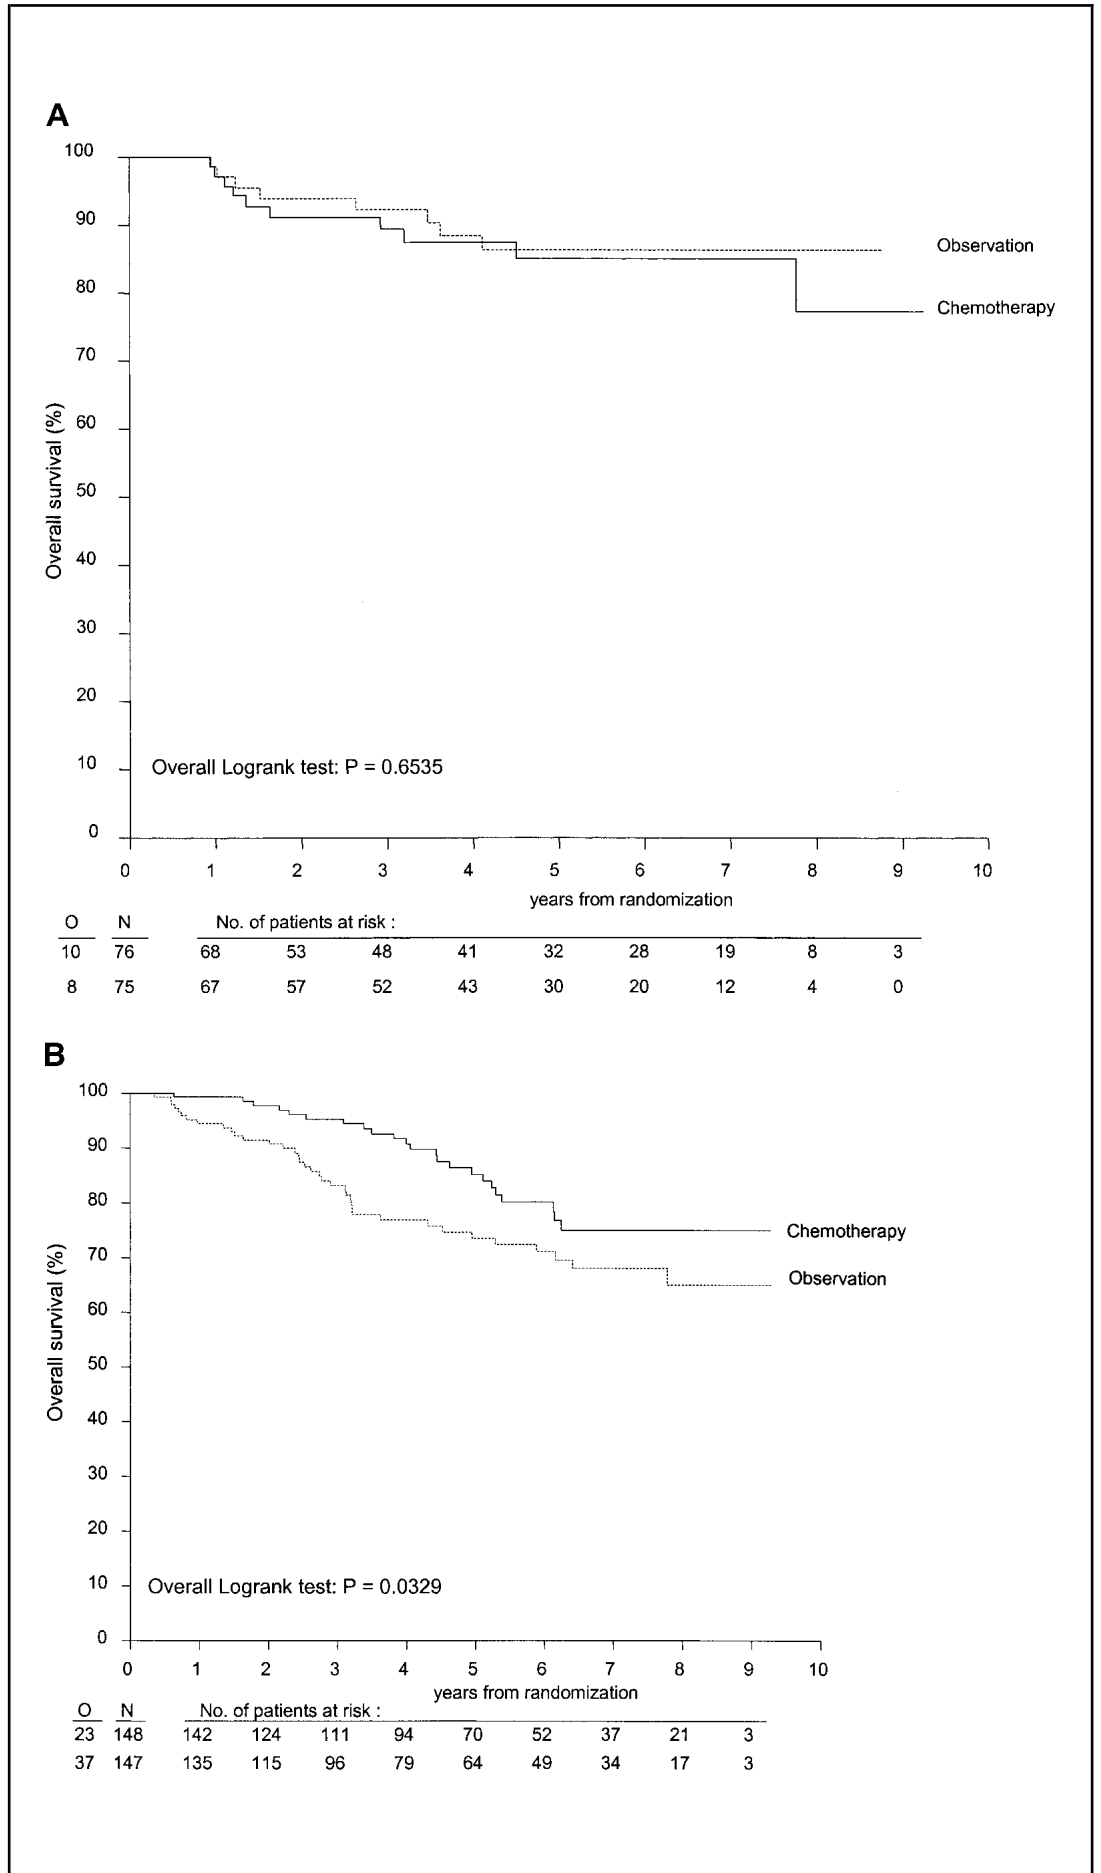 A
100
90
80
70
60
50
40
30
20
10
0
Overall survival (%)
Observation
Chemotherapy
Overall Logrank test: P = 0.6535
0 1 2 3 4 5 6 7 8 9 10
years from randomization
O N No. of patients at risk :
10 76 68 53 48 41 32 28 19 8 3
8 75 67 57 52 43 30 20 12 4 0
B
100
90
80
70
60
50
40
30
20
10
0
Overall survival (%)
Chemotherapy
Observation
Overall Logrank test: P = 0.0329
0 1 2 3 4 5 6 7 8 9 10
years from randomization
O N No. of patients at risk :
23 148 142 124 111 94 70 52 37 21 3
37 147 135 115 96 79 64 49 34 17 3